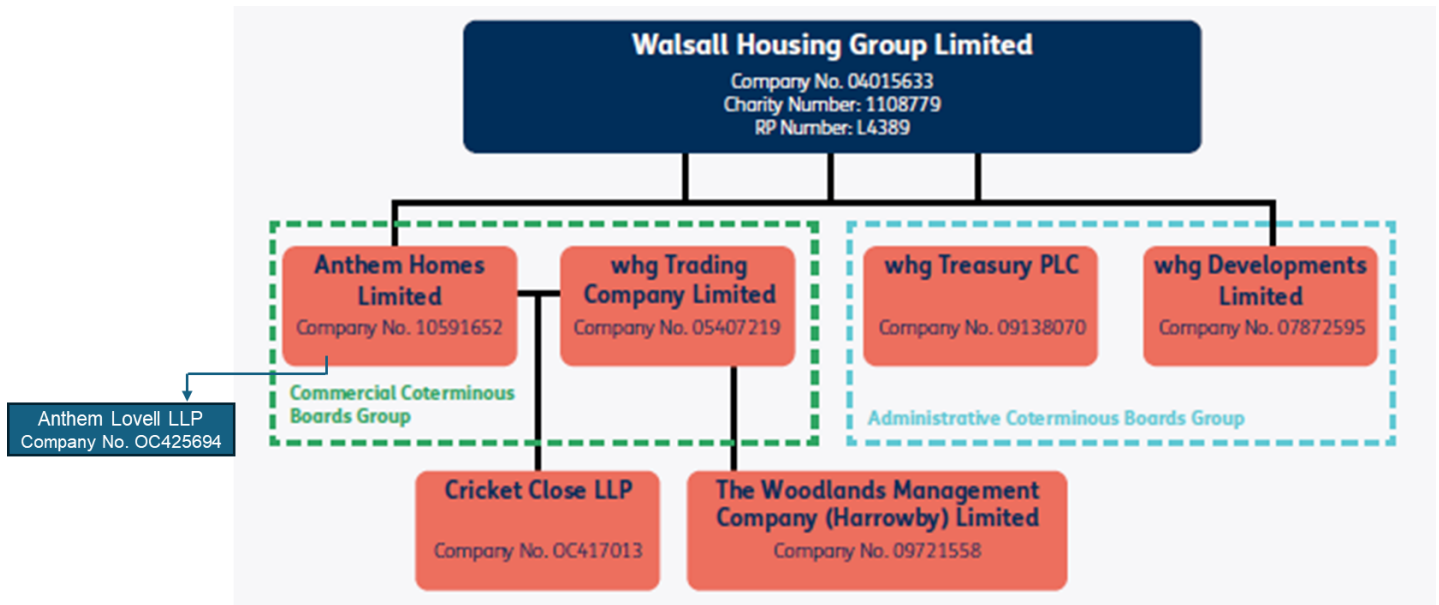 Walsall Housing Group Limited
Company No. 04015633
Charity Number: 1108779
RP Number: L4389
Anthem Homes
Limited
Company No. 10591652
whg Trading
Company Limited
Company No. 05407219
whg Treasury PLC
Company No. 09138070
whg Developments
Limited
Company No. 07872595
Commercial Coterminous
Boards Group
Administrative Coterminous Boards Group
Anthem Lovell LLP
Company No. OC425694
Cricket Close LLP
Company No. OC417013
The Woodlands Management
Company (Harrowby) Limited
Company No. 09721558